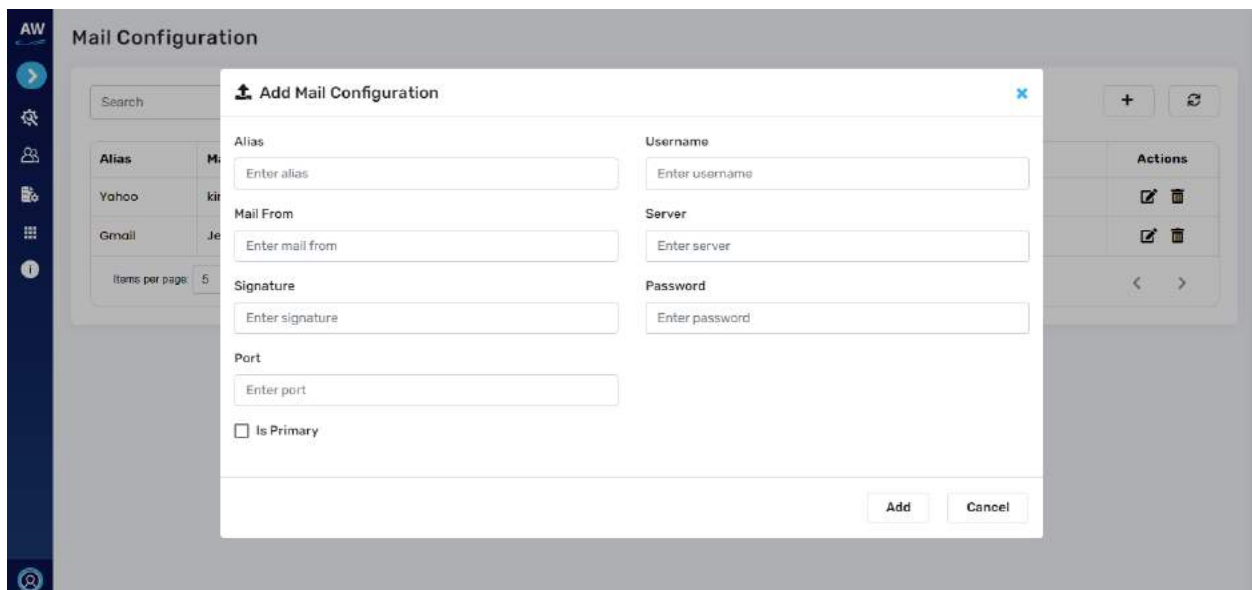 AW
Mail Configuration
Add Mail Configuration
Search
Alias
Username
Enter alias
Enter username
Alias
Actions
Yahoo
Mail From
Server
Enter mail from
Enter server
Gmail
Items per page: 5
Signature
Password
Enter signature
Enter password
Port
Enter port
Is Primary
Add
Cancel